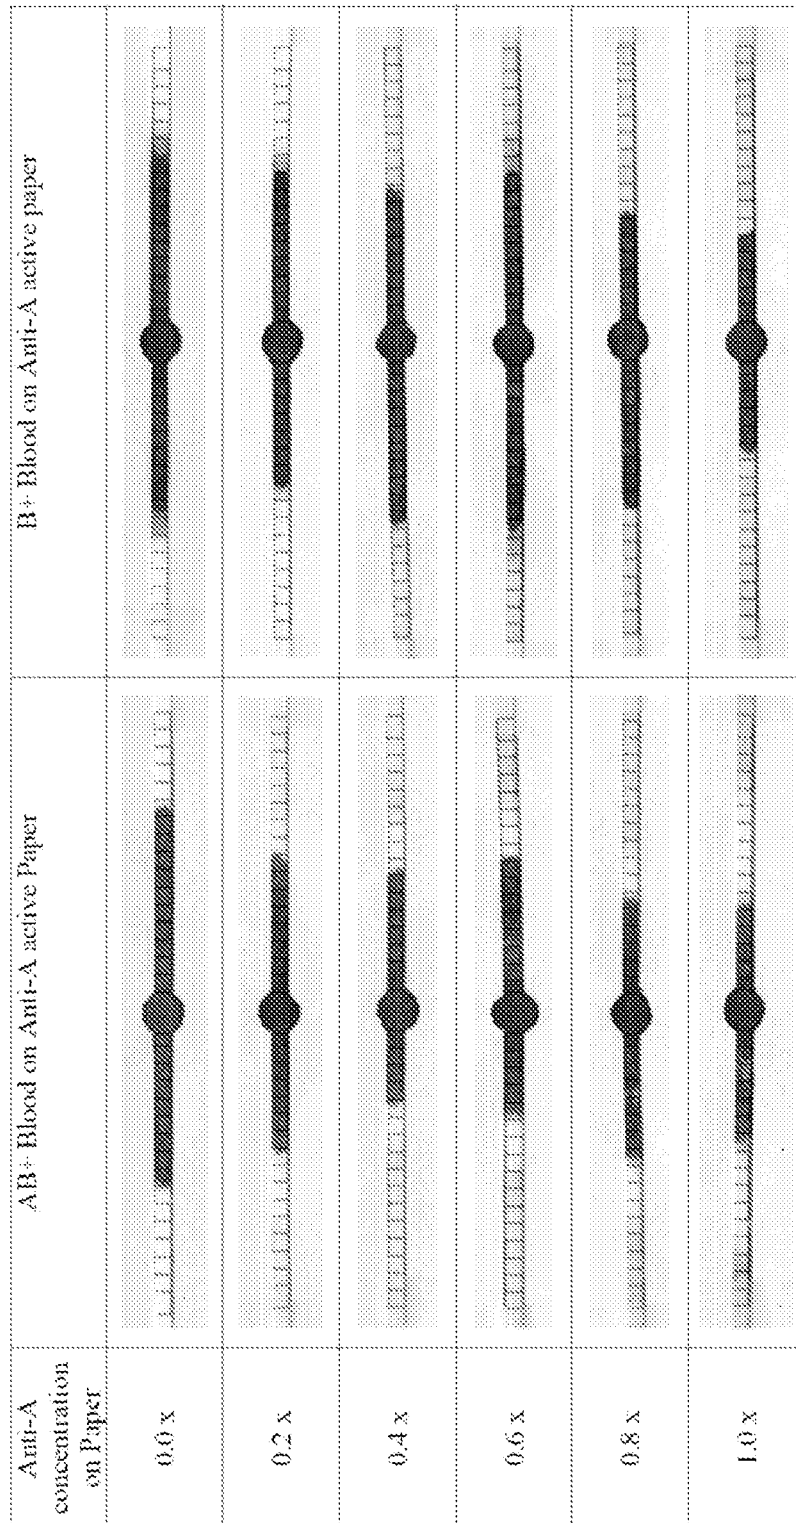 Anti-A
concentration
on Paper
AB+ Blood on Anti-A active Paper
B+ Blood on Anti-A active paper
0.0 x
0.2 x
0.4 x
0.6 x
0.8 x
1.0 x